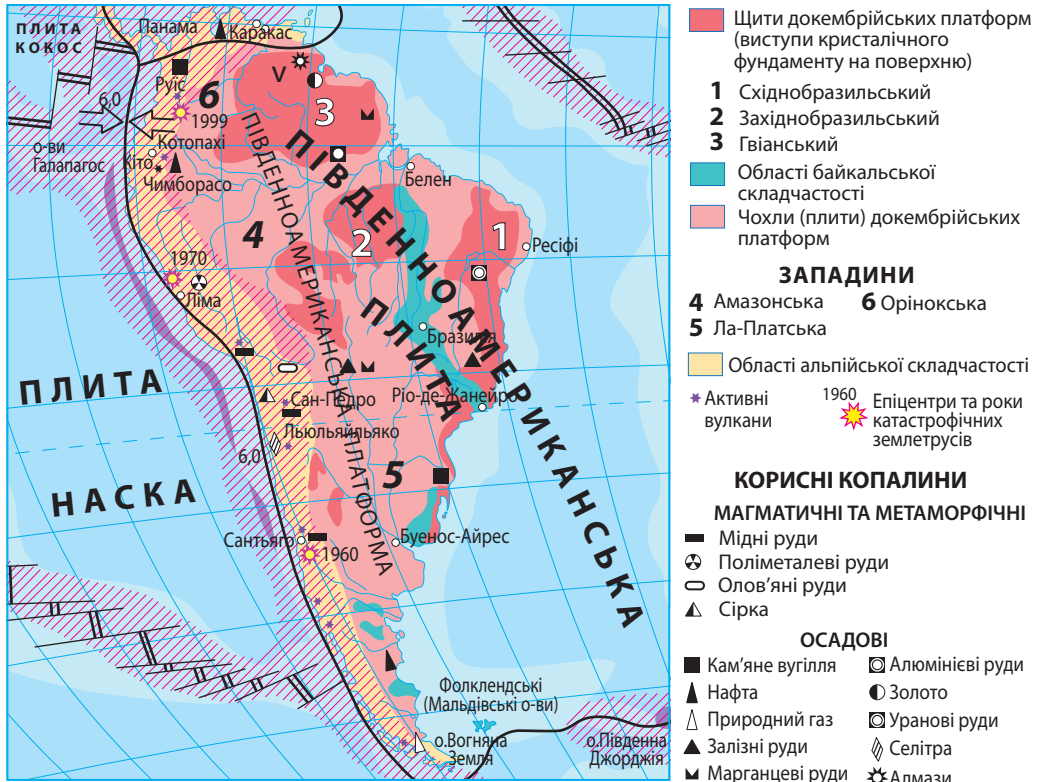 ПЛИТА
КОКОС
Панама
Каракас
Руїс
6
V
3
6,0
1999
о-ви
Галапагос
Котопахі
Кіто
Чимборасо
Белен
4
2
1
Ресіфі
1970
Ліма
ПІВДЕННОАМЕРИКАНСЬКА ПЛАТФОРМА
ПІВДЕННОАМЕРИКАНСЬКА
ПЛИТА
Бразилія
ПЛИТА
НАСКА
Сан-Педро
Ріо-де-Жанейро
Льюльяйльяко
6,0
5
Сантьяго
1960
Буенос-Айрес
Фолклендські
(Мальдівські о-ви)
о.Вогняна
Земля
о.Південна
Джорджія
Щити докембрійських платформ
(виступи кристалічного
фундаменту на поверхню)
1 Східнобразильський
2 Західнобразильський
3 Гвіанський
Області байкальської
складчастості
Чохли (плити) докембрійських
платформ
ЗАПАДИНИ
4 Амазонська 6 Орінокська
5 Ла-Платська
Області альпійської складчастості
Активні
вулкани
1960
Епіцентри та роки
катастрофічних
землетрусів
КОРИСНІ КОПАЛИНИ
МАГМАТИЧНІ ТА МЕТАМОРФІЧНІ
Мідні руди
Поліметалеві руди
Олов'яні руди
Сірка
ОСАДОВІ
Кам'яне вугілля
Нафта
Природний газ
Залізні руди
Марганцеві руди
Алюмінієві руди
Золото
Уранові руди
Селітра
Алмази